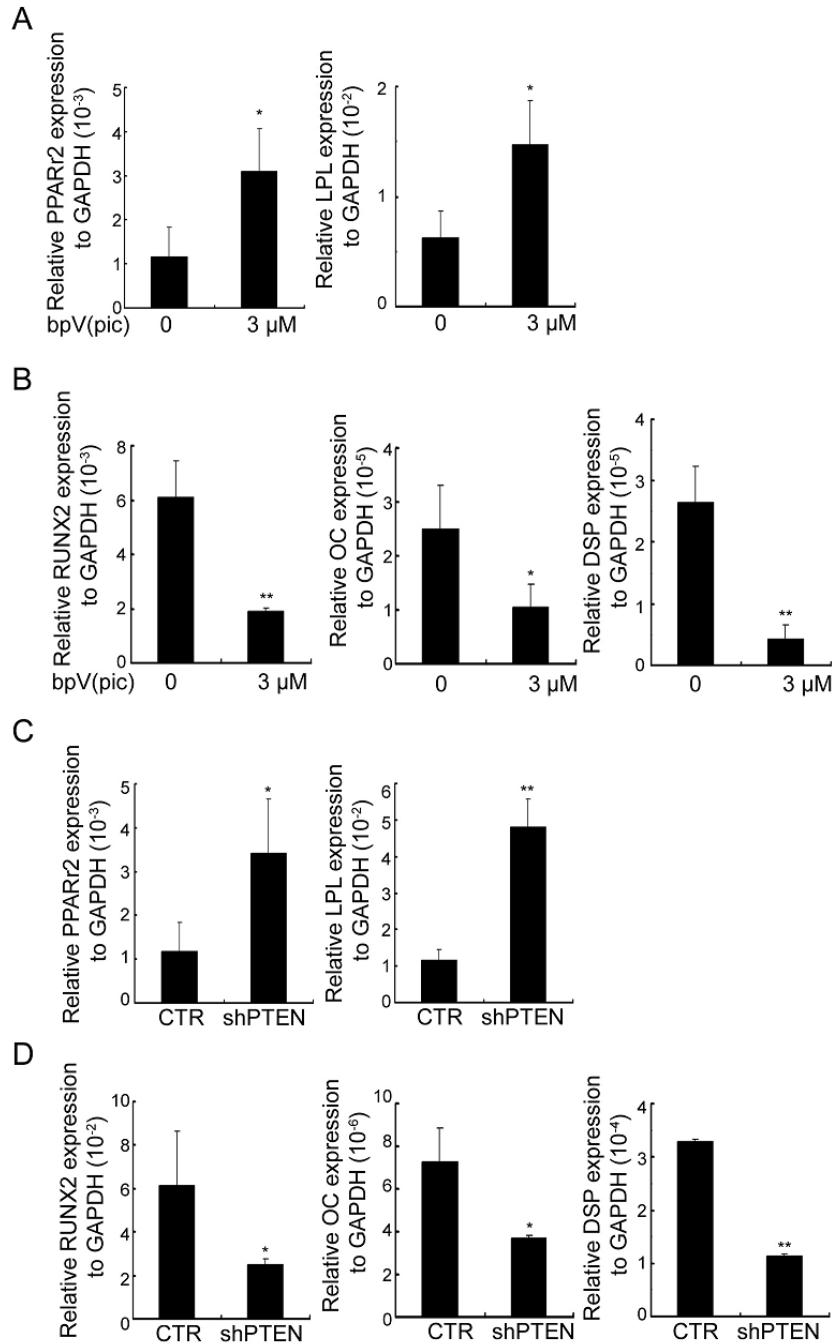 A
Relative PPARr2 expression
to GAPDH (10-3)
5
4
3
2
1
0
*
bpV(pic) 0 3 μM
Relative LPL expression
to GAPDH (10-2)
2
1
0
*
0 3 μM
B
Relative RUNX2 expression
to GAPDH (10-3)
8
6
4
2
0
**
bpV(pic) 0 3 μM
Relative OC expression
to GAPDH (10-5)
4
3
2
1
0
*
0 3 μM
Relative DSP expression
to GAPDH (10-5)
4
3
2
1
0
**
0 3 μM
C
Relative PPARr2 expression
to GAPDH (10-3)
5
4
3
2
1
0
*
CTR shPTEN
Relative LPL expression
to GAPDH (10-2)
6
5
4
3
2
1
0
**
CTR shPTEN
D
Relative RUNX2 expression
to GAPDH (10-2)
10
8
6
4
2
0
*
CTR shPTEN
Relative OC expression
to GAPDH (10-6)
10
8
6
4
2
0
*
CTR shPTEN
Relative DSP expression
to GAPDH (10-4)
4
3
2
1
0
**
CTR shPTEN